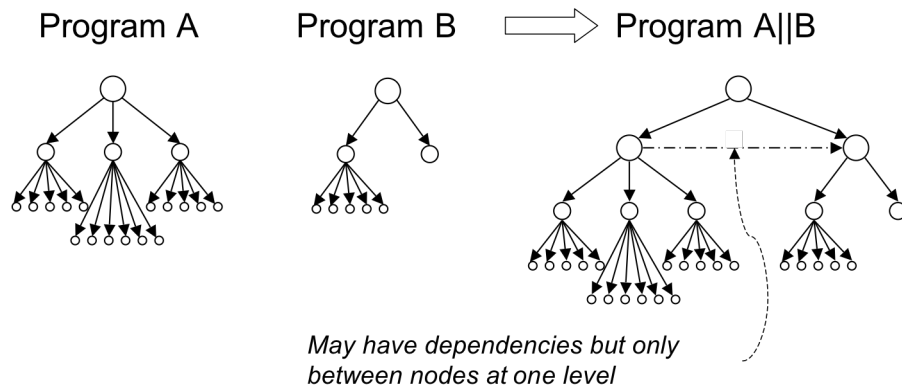 Program A
Program B
Program A||B
May have dependencies but only
between nodes at one level